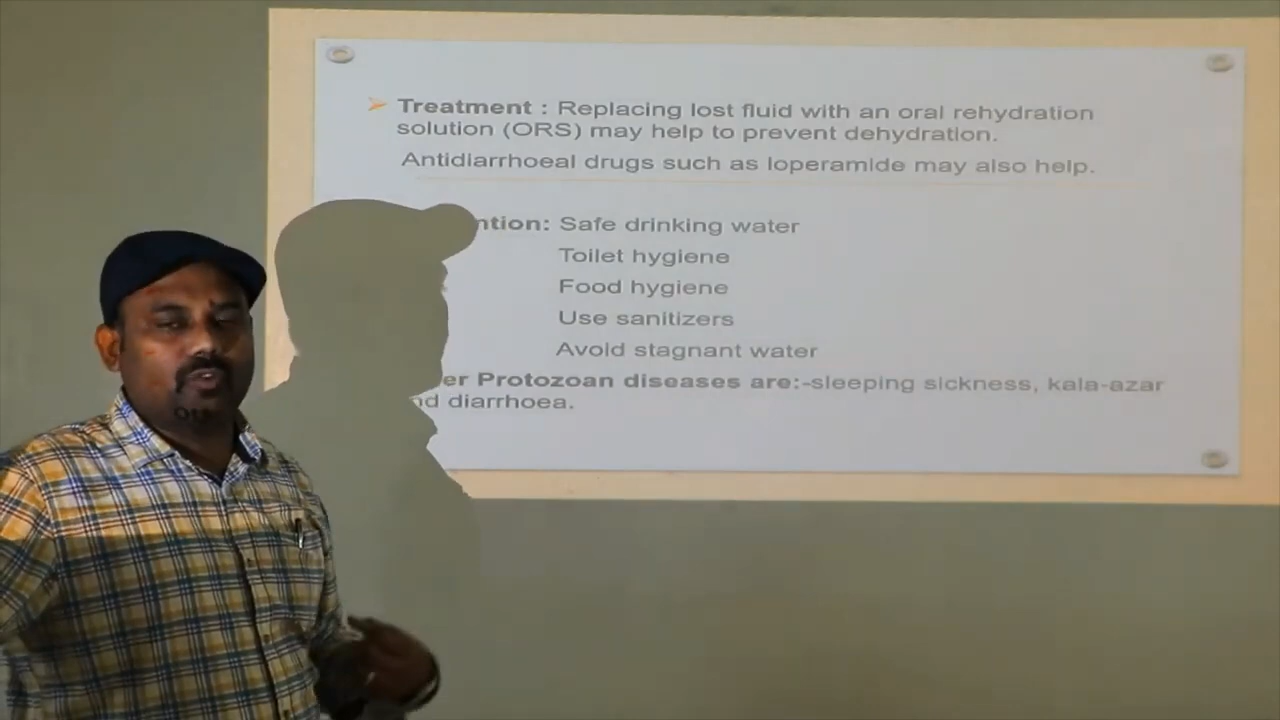 Treatment : Replacing lost fluid with an oral rehydration
solution (ORS) may help to prevent dehydration.
Antidiarrhoeal drugs such as loperamide may also help.
ntion: Safe drinking water
Toilet hygiene
Food hygiene
Use sanitizers
Avoid stagnant water
er Protozoan diseases are:-sleeping sickness, kala-azar
d diarrhoea.